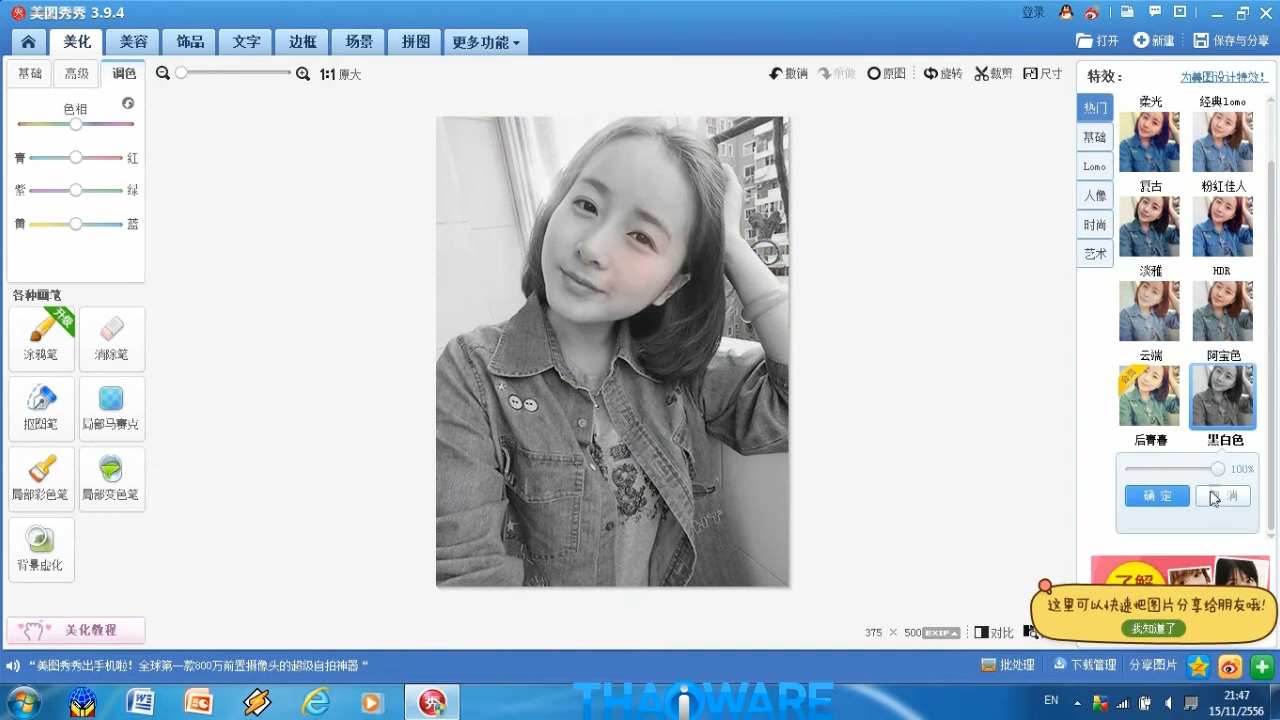 美图秀秀 3.9.4
登录
美化
美容
饰品
文字
边框
场景
拼图
更多功能
打开
新建
保存与分享
基础
高级
调色
1:1 原大
撤销
重做
原图
旋转
裁剪
尺寸
特效：
为美图设计特效!
色相
青 红
紫 绿
黄 蓝
热门
基础
Lomo
人像
时尚
艺术
柔光
经典lomo
复古
粉红佳人
淡雅
HDR
云端
阿宝色
会员
后青春
黑白色
100%
确 定
消
各种画笔
升级
涂鸦笔
消除笔
抠图笔
局部马赛克
局部彩色笔
局部变色笔
背景虚化
美化教程
了解
这里可以快速把图片分享给朋友哦!
我知道了
375 × 500
EXIF
对比
“美图秀秀出手机啦! 全球第一款800万前置摄像头的超级自拍神器“
批处理
下载管理
分享图片
THAIWARE
EN
21:47
15/11/2556